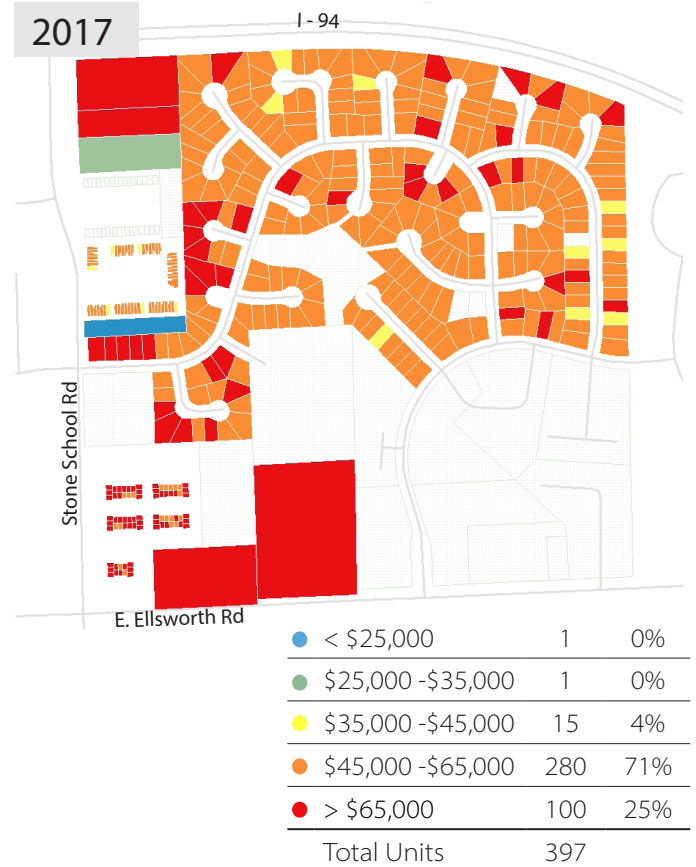 2017
I - 94
Stone School Rd
E. Ellsworth Rd
< $25,000 1 0%
$25,000 -$35,000 1 0%
$35,000 -$45,000 15 4%
$45,000 -$65,000 280 71%
> $65,000 100 25%
Total Units 397